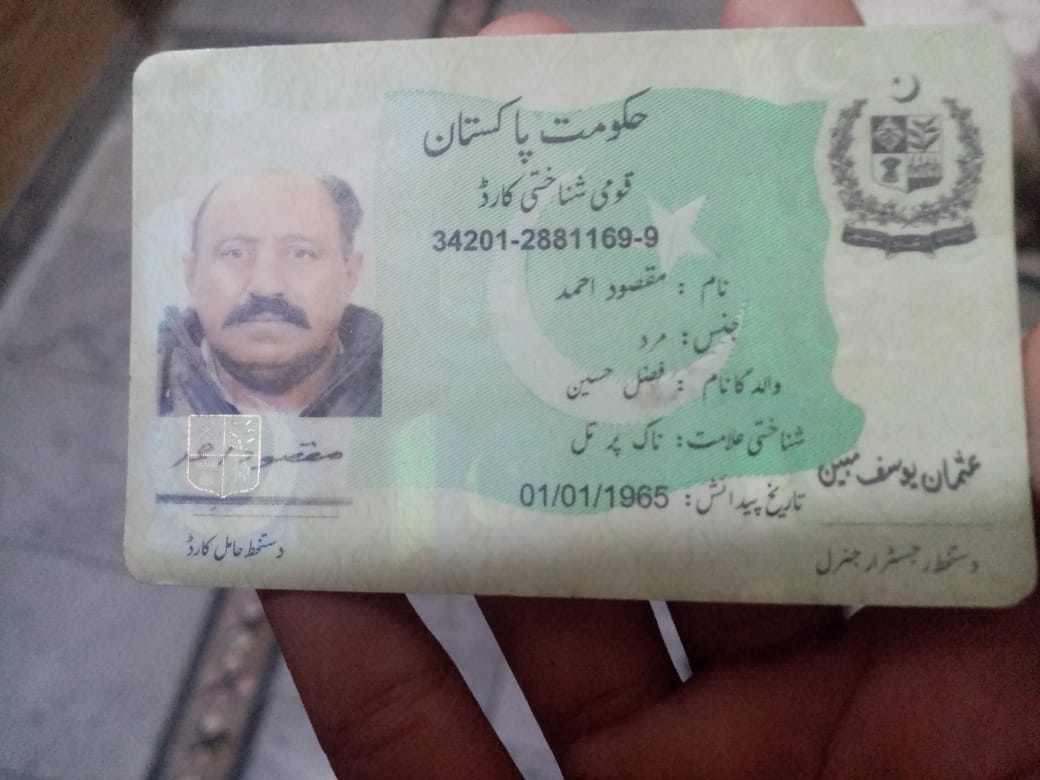 حکومت پاکستان
قومی شناختی کارڈ
34201-2881169-9
نام : مقصود احمد
جنس: مرد
والد کا نام : فضل حسین
شناختی علامت: ناک پر تل
تاریخ پیدائش: 01/01/1965
عثمان یوسف مبین
دستخط رجسٹرار جنرل
مقصود احمد
دستخط حامل کارڈ